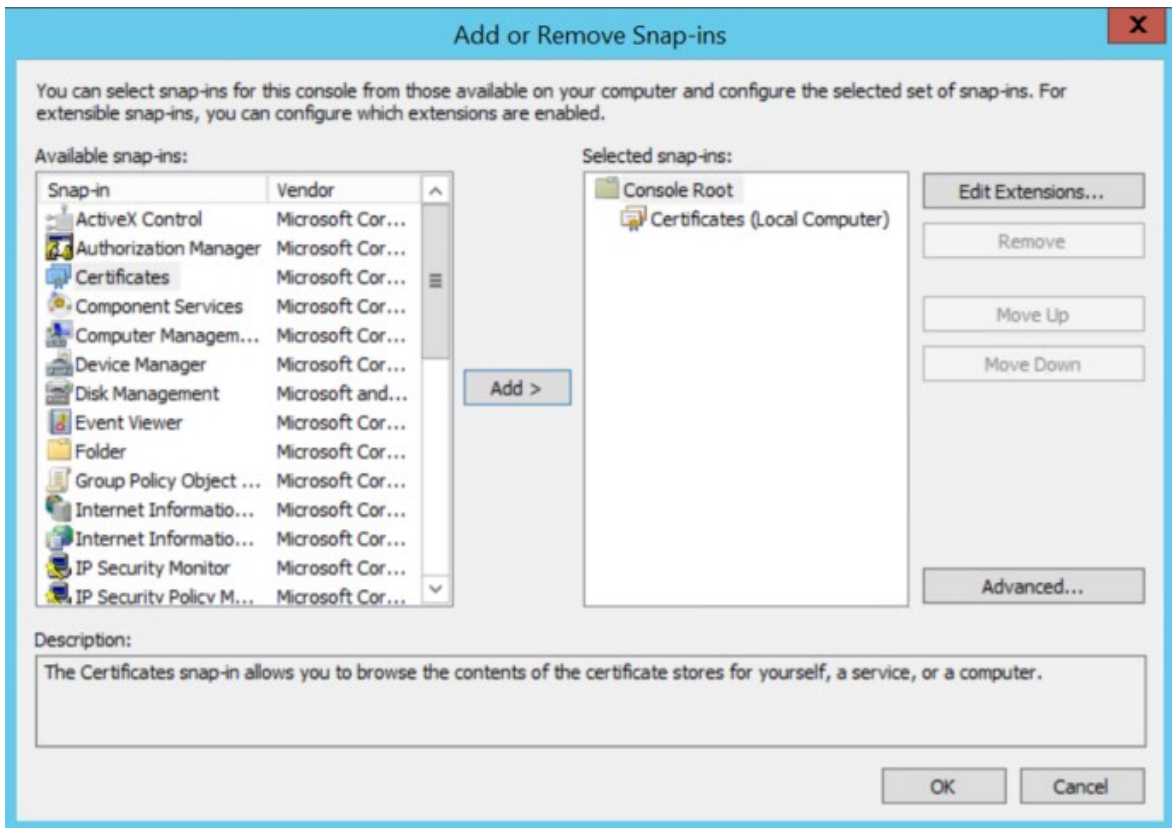 Add or Remove Snap-ins
X
You can select snap-ins for this console from those available on your computer and configure the selected set of snap-ins. For
extensible snap-ins, you can configure which extensions are enabled.
Available snap-ins:
Snap-in Vendor
ActiveX Control Microsoft Cor...
Authorization Manager Microsoft Cor...
Certificates Microsoft Cor...
Component Services Microsoft Cor...
Computer Managem... Microsoft Cor...
Device Manager Microsoft Cor...
Disk Management Microsoft and...
Event Viewer Microsoft Cor...
Folder Microsoft Cor...
Group Policy Object ... Microsoft Cor...
Internet Informatio... Microsoft Cor...
Internet Informatio... Microsoft Cor...
IP Security Monitor Microsoft Cor...
IP Security Policy M... Microsoft Cor...
Add >
Selected snap-ins:
Console Root
Certificates (Local Computer)
Edit Extensions...
Remove
Move Up
Move Down
Advanced...
Description:
The Certificates snap-in allows you to browse the contents of the certificate stores for yourself, a service, or a computer.
OK
Cancel